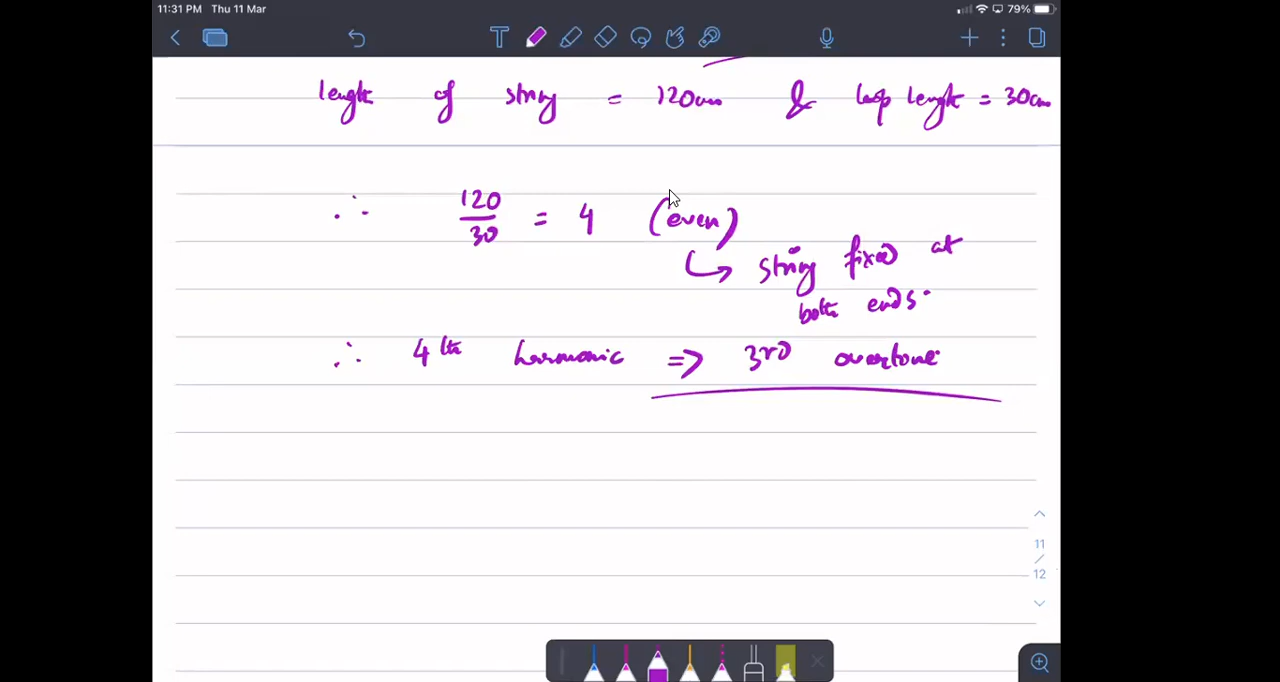 11:31 PM Thu 11 Mar 79%
length of string = 120cm & loop length = 30cm
∴ 120/30 = 4 (even)
↳ string fixed at
both ends.
∴ 4th harmonic => 3rd overtone
11
/
12